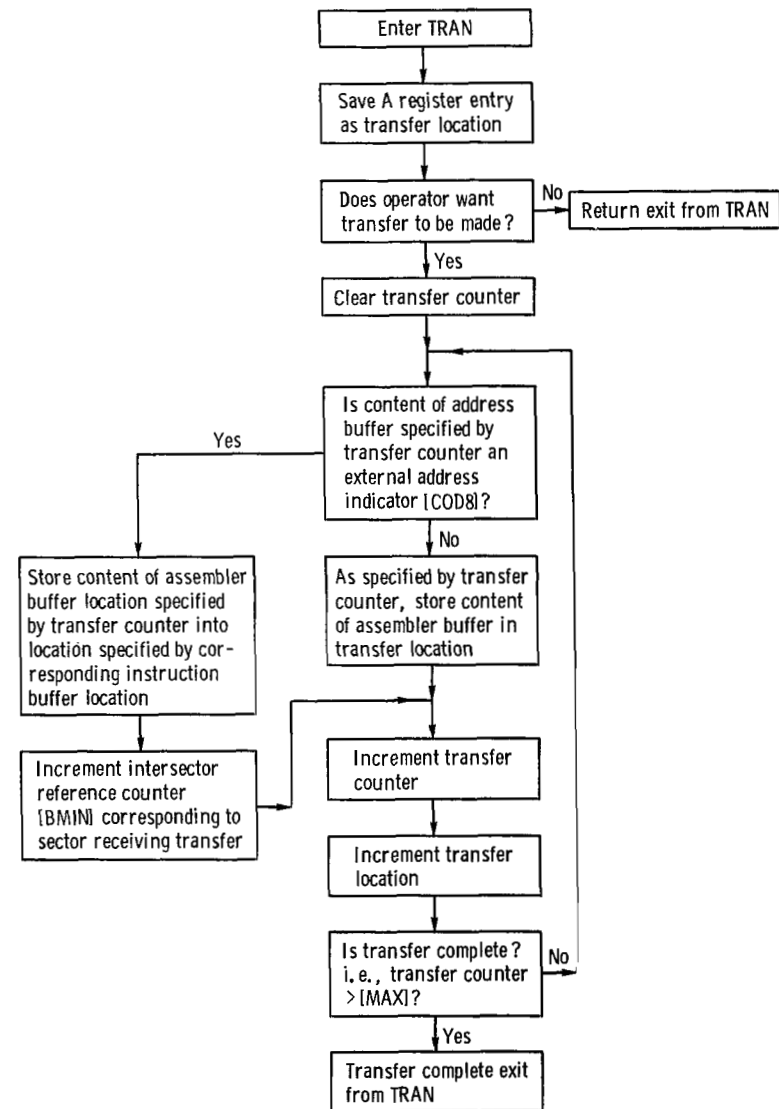 Enter TRAN
Save A register entry
as transfer location
Does operator want
transfer to be made?
No
Return exit from TRAN
Yes
Clear transfer counter
Is content of address
buffer specified by
transfer counter an
external address
indicator [COD8]?
Yes
No
Store content of assembler
buffer location specified
by transfer counter into
location specified by cor-
responding instruction
buffer location
As specified by transfer
counter, store content
of assembler buffer in
transfer location
Increment intersector
reference counter
[BMIN] corresponding to
sector receiving transfer
Increment transfer
counter
Increment transfer
location
Is transfer complete?
i.e., transfer counter
>[MAX]?
No
Yes
Transfer complete exit
from TRAN